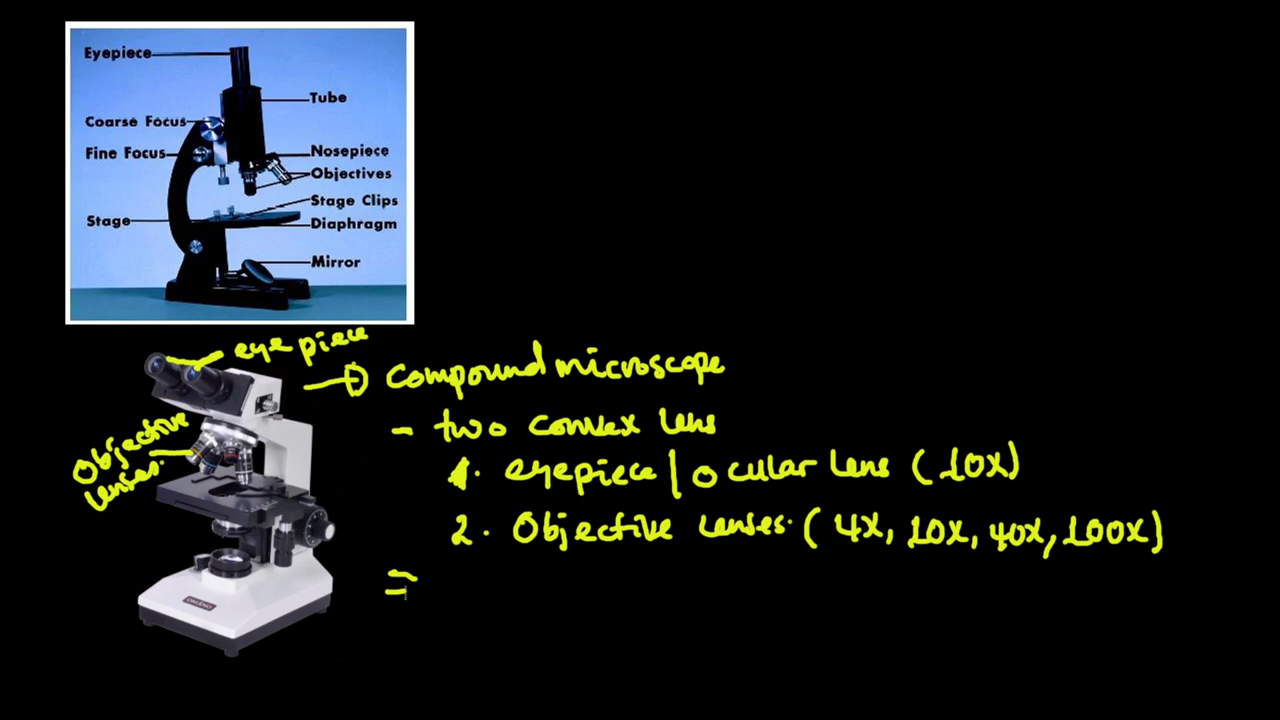 Eyepiece
Tube
Coarse Focus
Fine Focus
Nosepiece
Objectives
Stage Clips
Stage
Diaphragm
Mirror
eye piece
Compound microscope
Objective
lenses.
- two convex lens
1. eyepiece | ocular lens (10x)
2. Objective lenses. (4x, 10x, 40x, 100x)
=